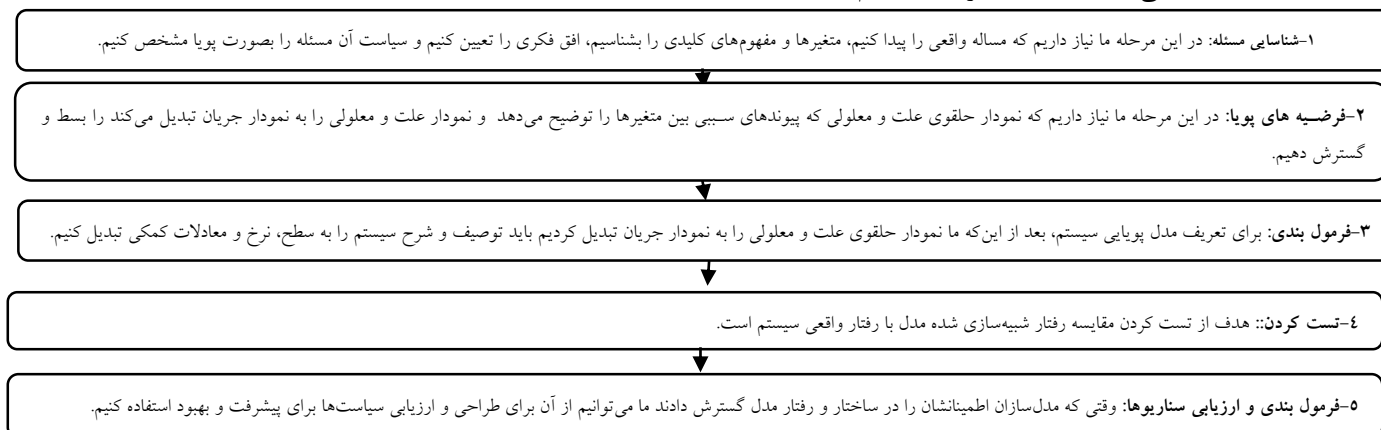 ۱-شناسایی مسئله: در این مرحله ما نیاز داریم که مساله واقعی را پیدا کنیم، متغیرها و مفهوم‌های کلیدی را بشناسیم، افق فکری را تعیین کنیم و سیاست آن مسئله را بصورت پویا مشخص کنیم.
۲-فرضیه های پویا: در این مرحله ما نیاز داریم که نمودار حلقوی علت و معلولی که پیوندهای سببی بین متغیرها را توضیح می‌دهد و نمودار علت و معلولی را به نمودار جریان تبدیل می‌کند را بسط و
گسترش دهیم.
۳-فرمول بندی: برای تعریف مدل پویایی سیستم، بعد از این‌که ما نمودار حلقوی علت و معلولی را به نمودار جریان تبدیل کردیم باید توصیف و شرح سیستم را به سطح، نرخ و معادلات کمکی تبدیل کنیم.
٤-تست کردن:: هدف از تست کردن مقایسه رفتار شبیه‌سازی شده مدل با رفتار واقعی سیستم است.
٥-فرمول بندی و ارزیابی سناریوها: وقتی که مدل‌سازان اطمینانشان را در ساختار و رفتار مدل گسترش دادند ما می‌توانیم از آن برای طراحی و ارزیابی سیاست‌ها برای پیشرفت و بهبود استفاده کنیم.